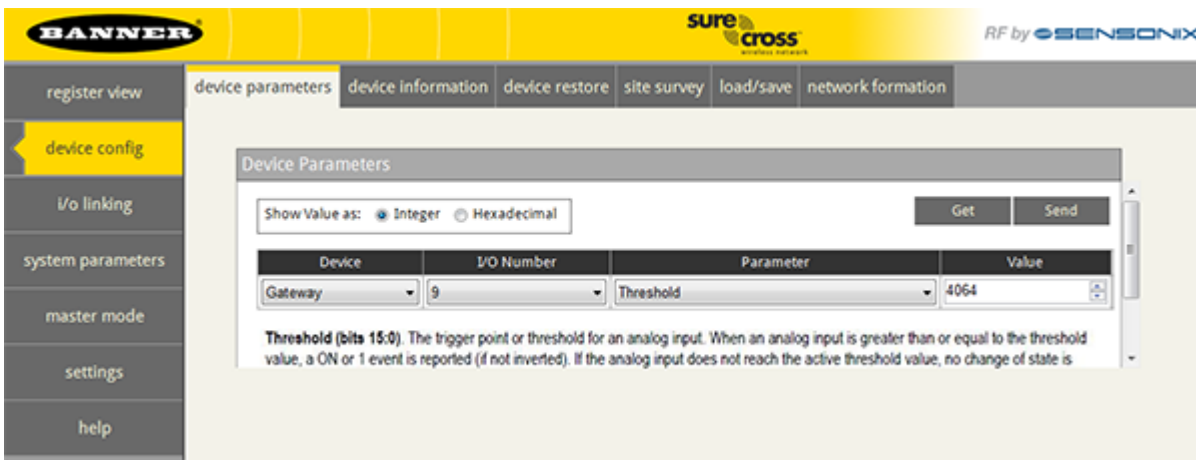 BANNER
sure cross
wireless network
RF by SENSONIX
register view
device config
i/o linking
system parameters
master mode
settings
help
device parameters device information device restore site survey load/save network formation
Device Parameters
Show Value as: Integer Hexadecimal Get Send
Device I/O Number Parameter Value
Gateway 9 Threshold 4064
Threshold (bits 15:0). The trigger point or threshold for an analog input. When an analog input is greater than or equal to the threshold
value, a ON or 1 event is reported (if not inverted). If the analog input does not reach the active threshold value, no change of state is